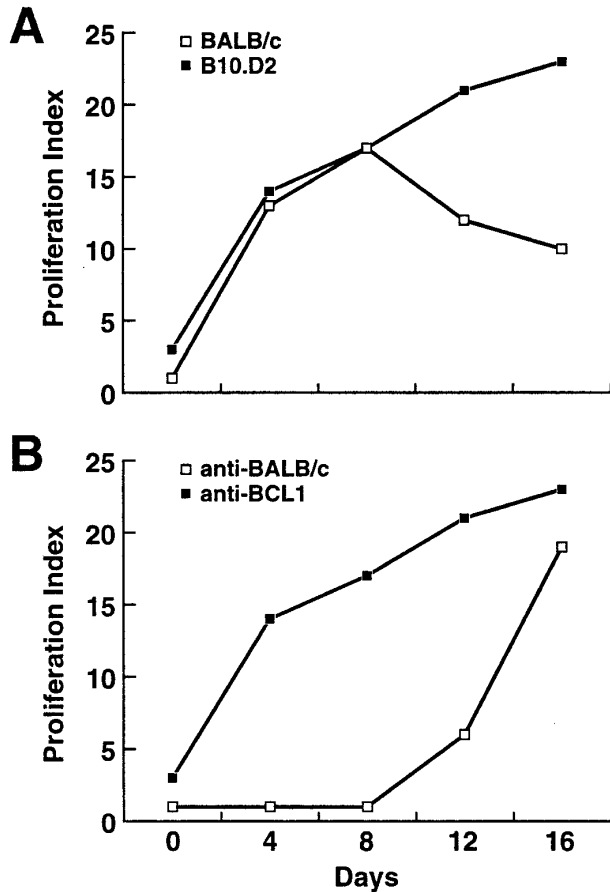 A
BALB/c
B10.D2
Proliferation Index
25
20
15
10
5
0
B
anti-BALB/c
anti-BCL1
Proliferation Index
25
20
15
10
5
0
0 4 8 12 16
Days